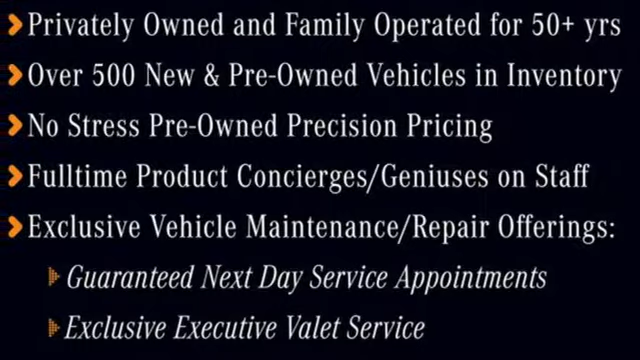 Privately Owned and Family Operated for 50+ yrs
Over 500 New & Pre-Owned Vehicles in Inventory
No Stress Pre-Owned Precision Pricing
Fulltime Product Concierges/Geniuses on Staff
Exclusive Vehicle Maintenance/Repair Offerings:
Guaranteed Next Day Service Appointments
Exclusive Executive Valet Service